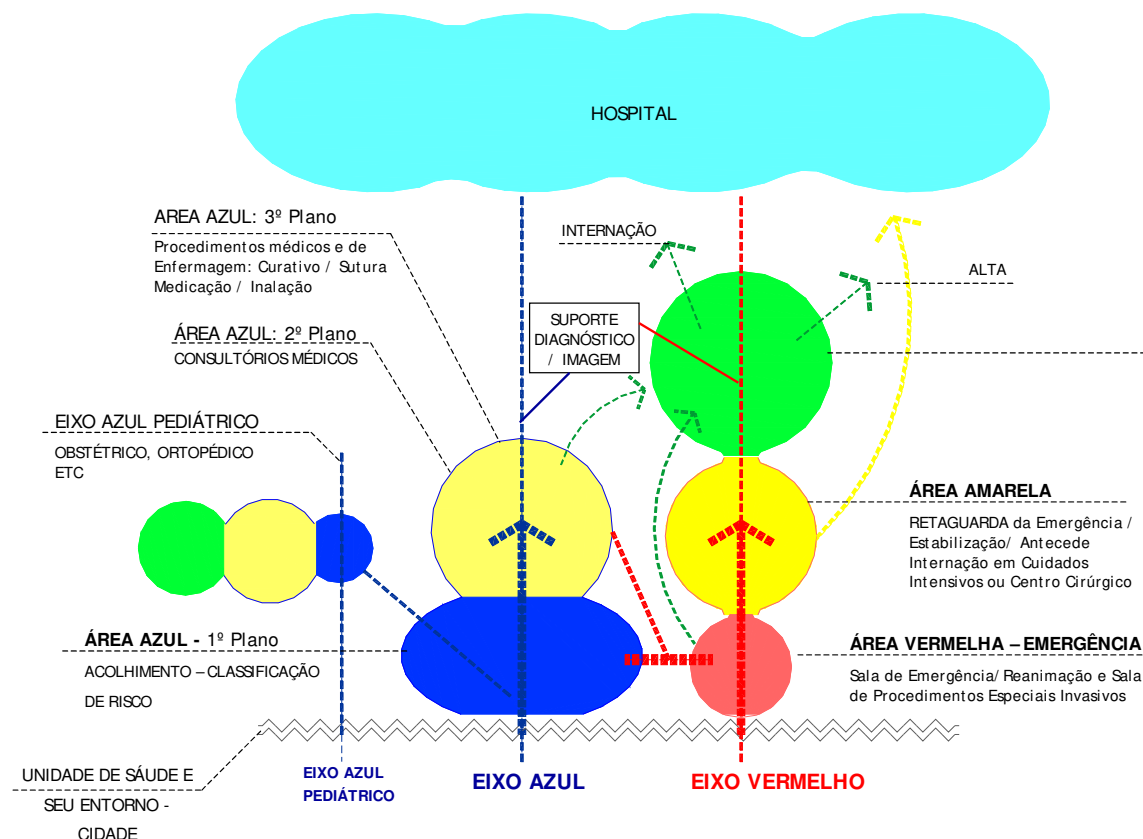 HOSPITAL
AREA AZUL: 3º Plano
Procedimentos médicos e de
Enfermagem: Curativo / Sutura
Medicação / Inalação
INTERNAÇÃO
ALTA
SUPORTE
DIAGNÓSTICO
/ IMAGEM
ÁREA AZUL: 2º Plano
CONSULTÓRIOS MÉDICOS
EIXO AZUL PEDIÁTRICO
OBSTÉTRICO, ORTOPÉDICO
ETC
ÁREA AMARELA
RETAGUARDA da Emergência /
Estabilização/ Antecede
Internação em Cuidados
Intensivos ou Centro Cirúrgico
ÁREA AZUL - 1º Plano
ACOLHIMENTO – CLASSIFICAÇÃO
DE RISCO
ÁREA VERMELHA – EMERGÊNCIA
Sala de Emergência/ Reanimação e Sala
de Procedimentos Especiais Invasivos
UNIDADE DE SÁUDE E
SEU ENTORNO -
CIDADE
EIXO AZUL
PEDIÁTRICO
EIXO AZUL
EIXO VERMELHO